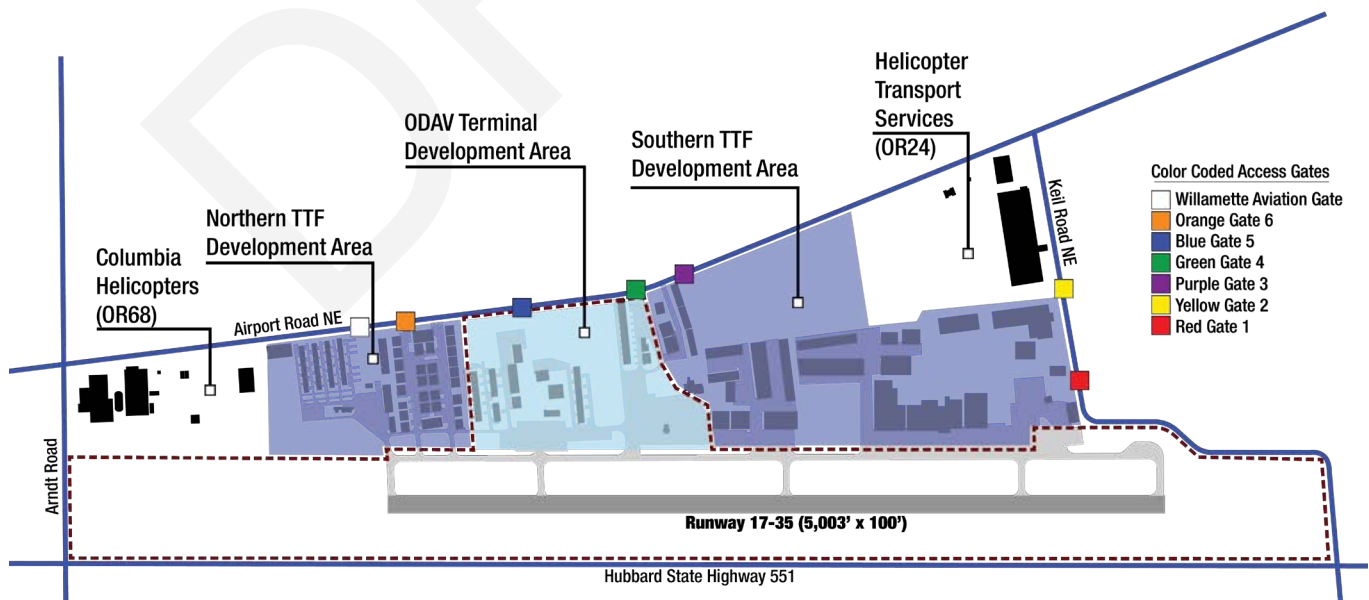 Helicopter
Transport
Services
(OR24)
ODAV Terminal
Development Area
Southern TTF
Development Area
Northern TTF
Development Area
Columbia
Helicopters
(OR68)
Airport Road NE
Keil Road NE
Arndt Road
Color Coded Access Gates
Willamette Aviation Gate
Orange Gate 6
Blue Gate 5
Green Gate 4
Purple Gate 3
Yellow Gate 2
Red Gate 1
Runway 17-35 (5,003' x 100')
Hubbard State Highway 551